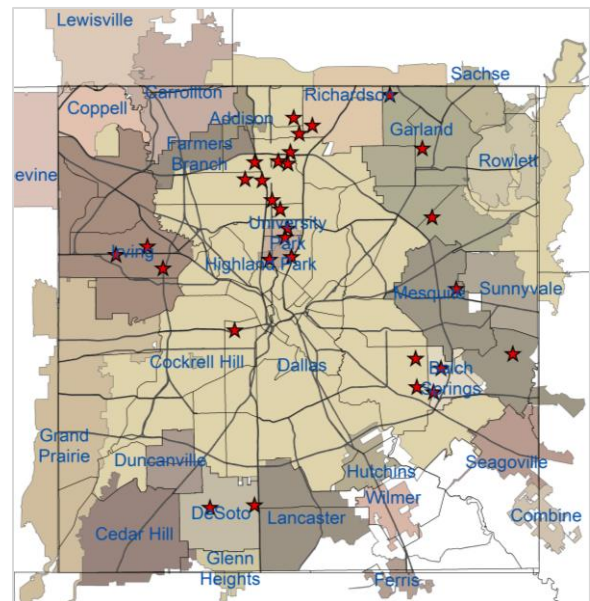 Lewisville
Sachse
Carrollton
Richardson
Coppell
Addison
Garland
Farmers
Branch
Rowlett
evine
University
Park
Irving
Highland Park
Mesquite
Sunnyvale
Cockrell Hill
Dallas
Balch
Springs
Grand
Prairie
Duncanville
Hutchins
Seagoville
Wilmer
DeSoto
Lancaster
Combine
Cedar Hill
Glenn
Heights
Ferris